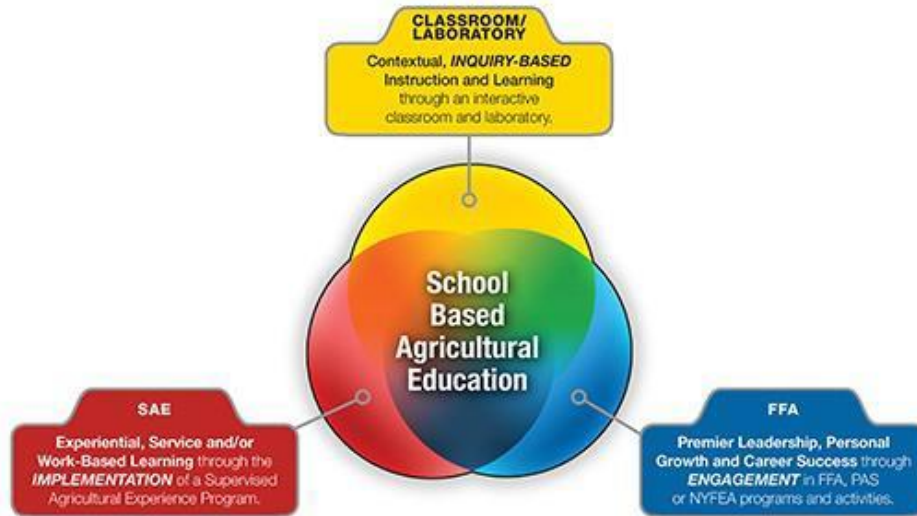 CLASSROOM/
LABORATORY
Contextual, INQUIRY-BASED
Instruction and Learning
through an interactive
classroom and laboratory.
School
Based
Agricultural
Education
SAE
Experiential, Service and/or
Work-Based Learning through the
IMPLEMENTATION of a Supervised
Agricultural Experience Program.
FFA
Premier Leadership, Personal
Growth and Career Success through
ENGAGEMENT in FFA, PAS
or NYFEA programs and activities.